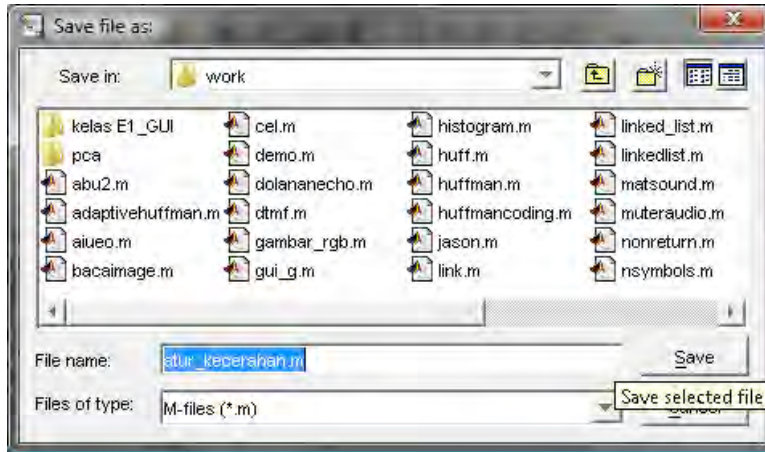 Save file as:
Save in: work
kelas E1_GUI cel.m histogram.m linked_list.m
pca demo.m huff.m linkedlist.m
abu2.m dolananecho.m huffman.m matsound.m
adaptivehuffman.m dtmf.m huffmancoding.m muteraudio.m
aiueo.m gambar_rgb.m jason.m nonreturn.m
bacaimage.m gui_g.m link.m nsymbols.m
File name: atur_kecerahan.m Save
Files of type: M-files (*.m) Save selected file